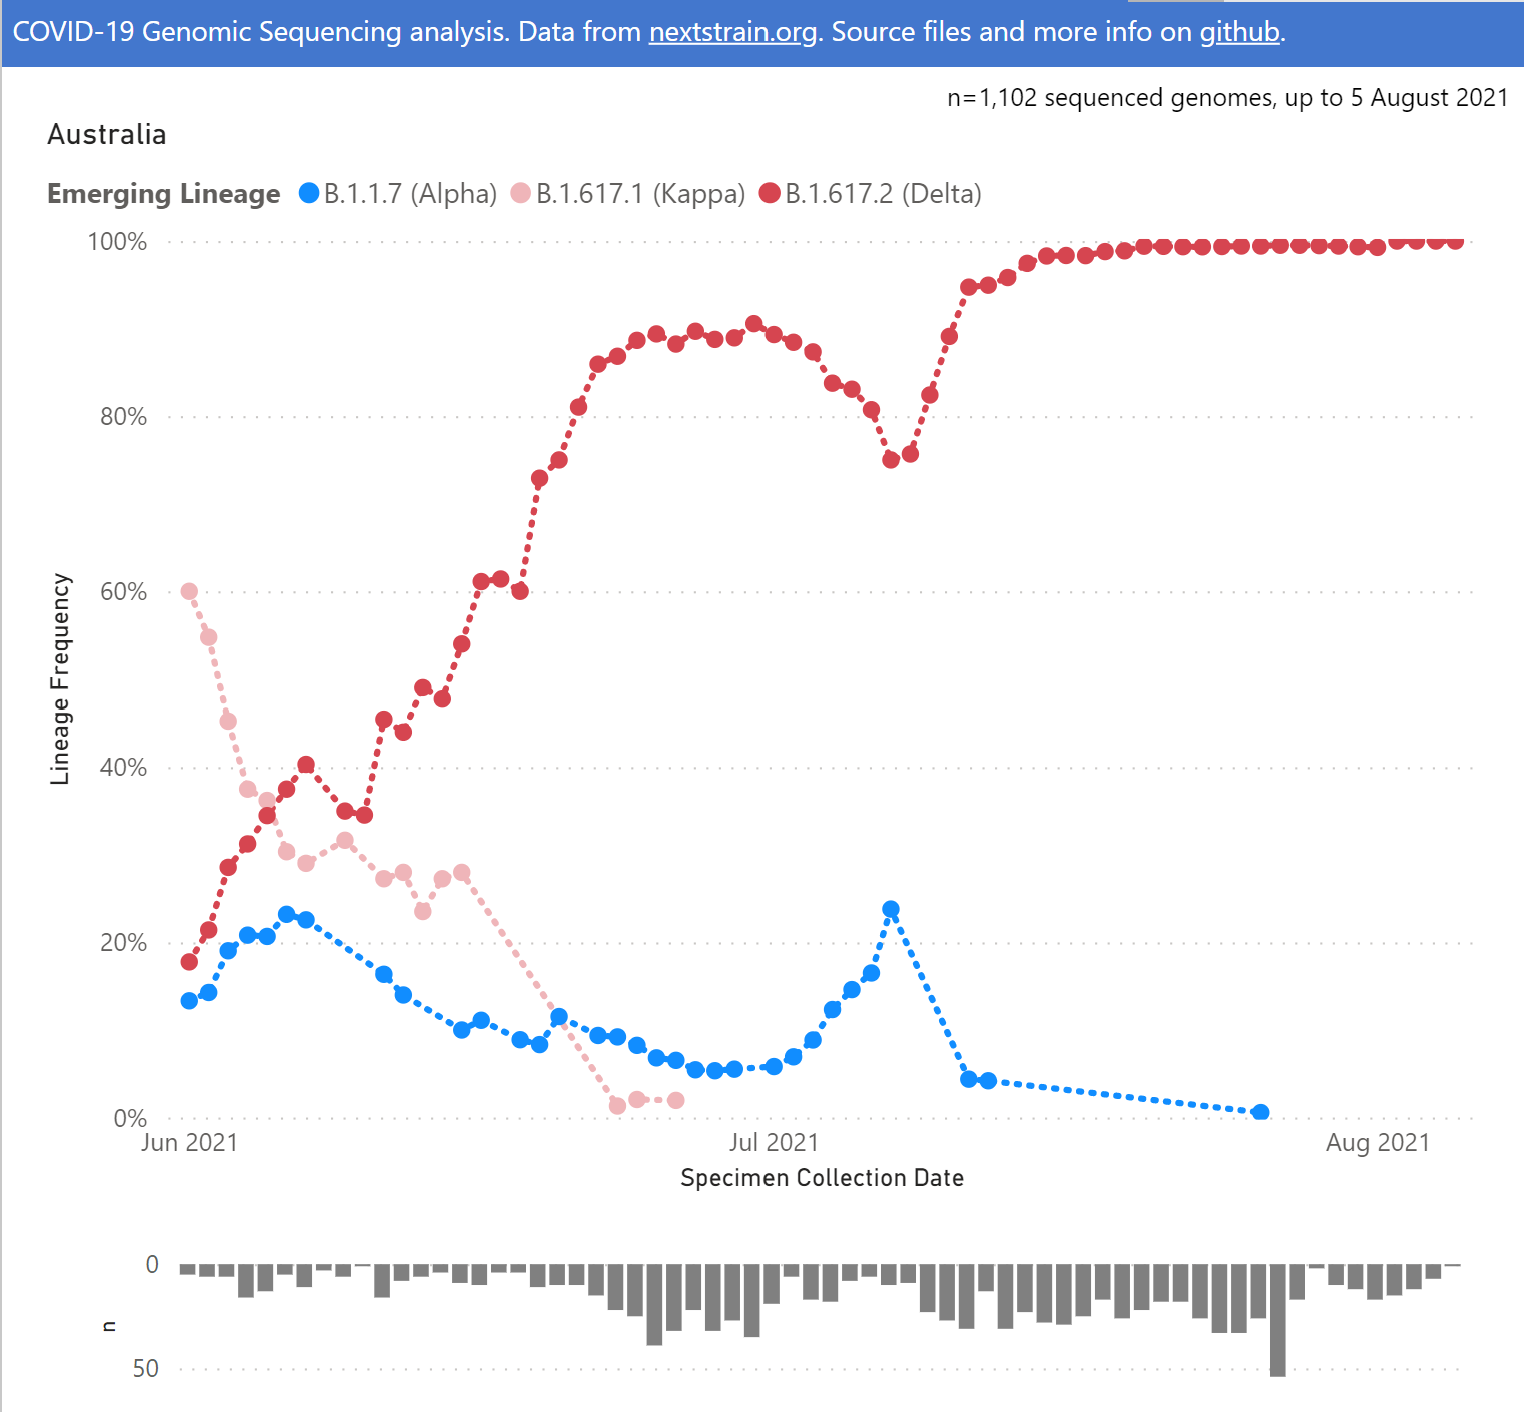 COVID-19 Genomic Sequencing analysis. Data from nextstrain.org. Source files and more info on github.
n=1,102 sequenced genomes, up to 5 August 2021
Australia
Emerging Lineage B.1.1.7 (Alpha) B.1.617.1 (Kappa) B.1.617.2 (Delta)
100%
80%
60%
40%
20%
0%
Lineage Frequency
Jun 2021 Jul 2021 Aug 2021
Specimen Collection Date
0
n
50